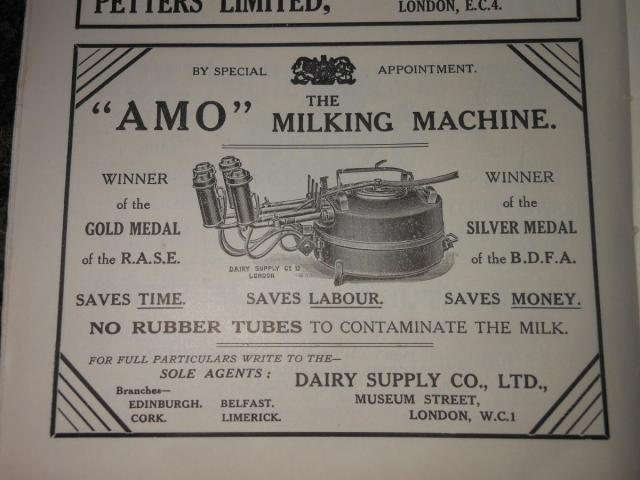 PETTERS LIMITED,
LONDON, E.C.4.
BY SPECIAL APPOINTMENT.
"AMO" THE MILKING MACHINE.
WINNER
of the
GOLD MEDAL
of the R.A.S.E.
WINNER
of the
SILVER MEDAL
of the B.D.F.A.
DAIRY SUPPLY Co Ld
LONDON
SAVES TIME. SAVES LABOUR. SAVES MONEY.
NO RUBBER TUBES TO CONTAMINATE THE MILK.
FOR FULL PARTICULARS WRITE TO THE—
SOLE AGENTS:
DAIRY SUPPLY CO., LTD.,
MUSEUM STREET,
LONDON, W.C.1
Branches—
EDINBURGH. BELFAST.
CORK. LIMERICK.